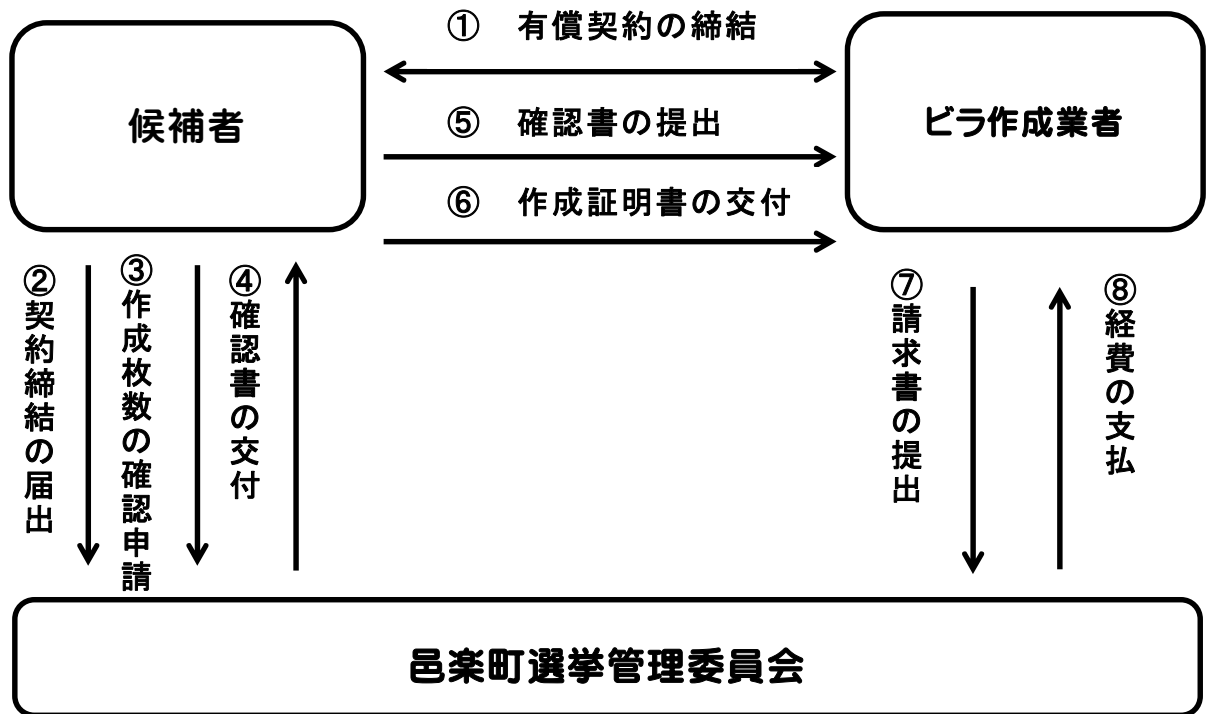 ① 有償契約の締結
候補者
ビラ作成業者
⑤ 確認書の提出
⑥ 作成証明書の交付
②契約締結の届出
③作成枚数の確認申請
④確認書の交付
⑦請求書の提出
⑧経費の支払
邑楽町選挙管理委員会